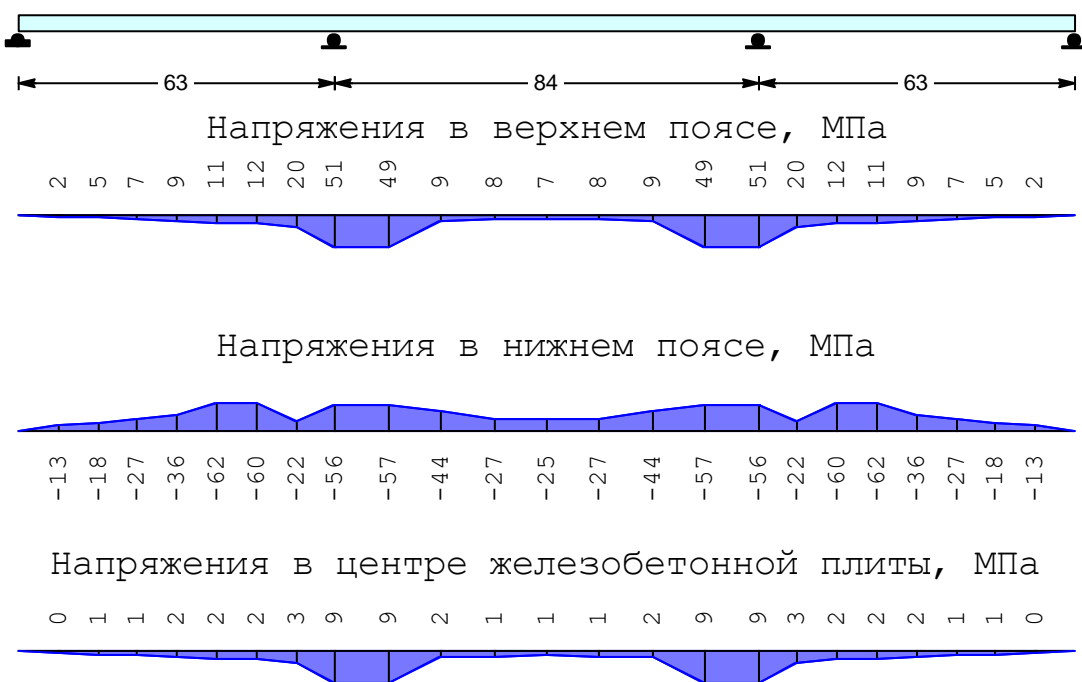 63 84 63
Напряжения в верхнем поясе, МПа
2 5 7 9 11 12 20 51 49 9 8 7 8 9 49 51 20 12 11 9 7 5 2
Напряжения в нижнем поясе, МПа
-13 -18 -27 -36 -62 -60 -22 -56 -57 -44 -27 -25 -27 -44 -57 -56 -22 -60 -62 -36 -27 -18 -13
Напряжения в центре железобетонной плиты, МПа
0 1 1 2 2 2 3 9 9 2 1 1 1 2 9 9 3 2 2 2 1 1 0